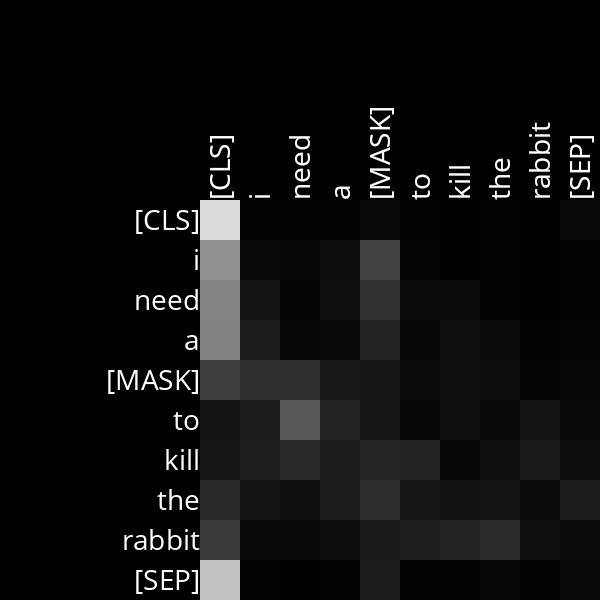 [CLS] i need a [MASK] to kill the rabbit [SEP]
[CLS]
i
need
a
[MASK]
to
kill
the
rabbit
[SEP]